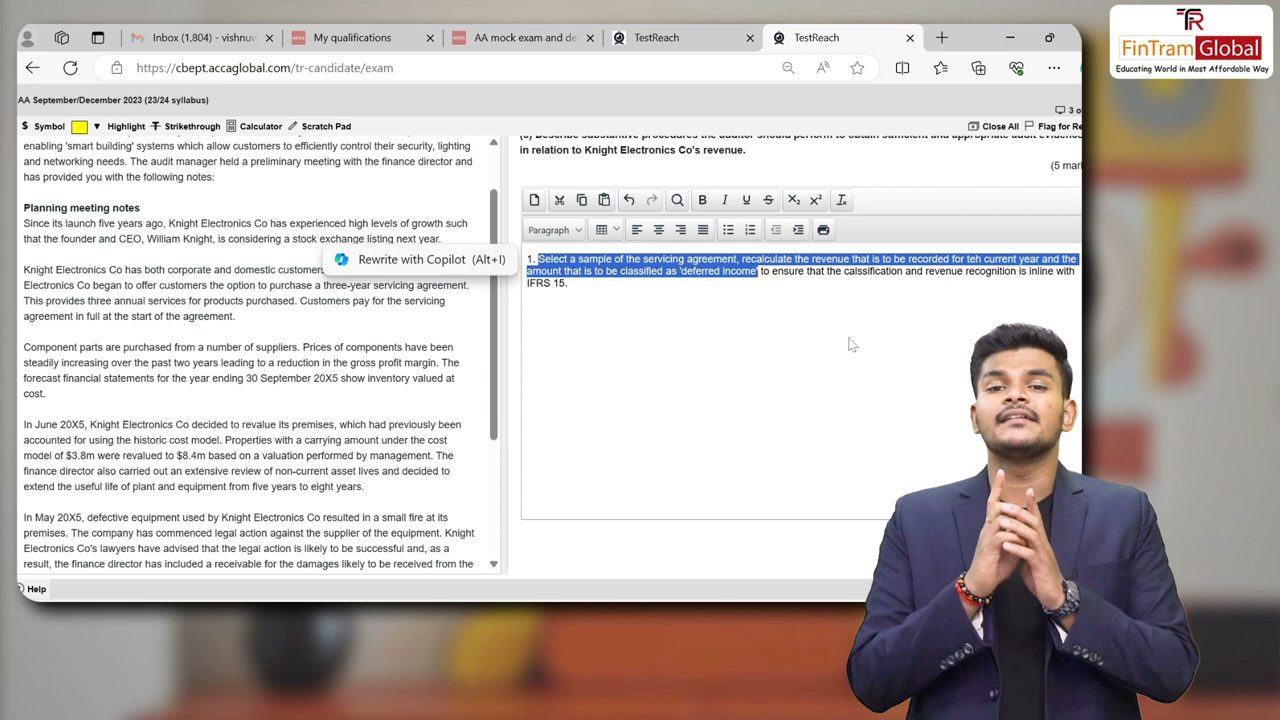 Inbox (1,804) - vishnuv
My qualifications
AA mock exam and de
TestReach
TestReach
https://cbept.accaglobal.com/tr-candidate/exam
FinTram Global
Educating World in Most Affordable Way
AA September/December 2023 (23/24 syllabus)
3 o
$ Symbol Highlight Strikethrough Calculator Scratch Pad Close All Flag for Re
enabling 'smart building' systems which allow customers to efficiently control their security, lighting
and networking needs. The audit manager held a preliminary meeting with the finance director and
has provided you with the following notes:
Planning meeting notes
Since its launch five years ago, Knight Electronics Co has experienced high levels of growth such
that the founder and CEO, William Knight, is considering a stock exchange listing next year.
Knight Electronics Co has both corporate and domestic customers
Electronics Co began to offer customers the option to purchase a three-year servicing agreement.
This provides three annual services for products purchased. Customers pay for the servicing
agreement in full at the start of the agreement.
Component parts are purchased from a number of suppliers. Prices of components have been
steadily increasing over the past two years leading to a reduction in the gross profit margin. The
forecast financial statements for the year ending 30 September 20X5 show inventory valued at
cost.
In June 20X5, Knight Electronics Co decided to revalue its premises, which had previously been
accounted for using the historic cost model. Properties with a carrying amount under the cost
model of $3.8m were revalued to $8.4m based on a valuation performed by management. The
finance director also carried out an extensive review of non-current asset lives and decided to
extend the useful life of plant and equipment from five years to eight years.
In May 20X5, defective equipment used by Knight Electronics Co resulted in a small fire at its
premises. The company has commenced legal action against the supplier of the equipment. Knight
Electronics Co's lawyers have advised that the legal action is likely to be successful and, as a
result, the finance director has included a receivable for the damages likely to be received from the
Rewrite with Copilot (Alt+I)
Describe substantive procedures the auditor should perform to obtain sufficient and appropriate audit evidenc
in relation to Knight Electronics Co's revenue.
(5 mar
B I U S X₂ X² Tx
Paragraph
1. Select a sample of the servicing agreement, recalculate the revenue that is to be recorded for teh current year and the
amount that is to be classified as 'deferred income' to ensure that the calssification and revenue recognition is inline with
IFRS 15.
Help